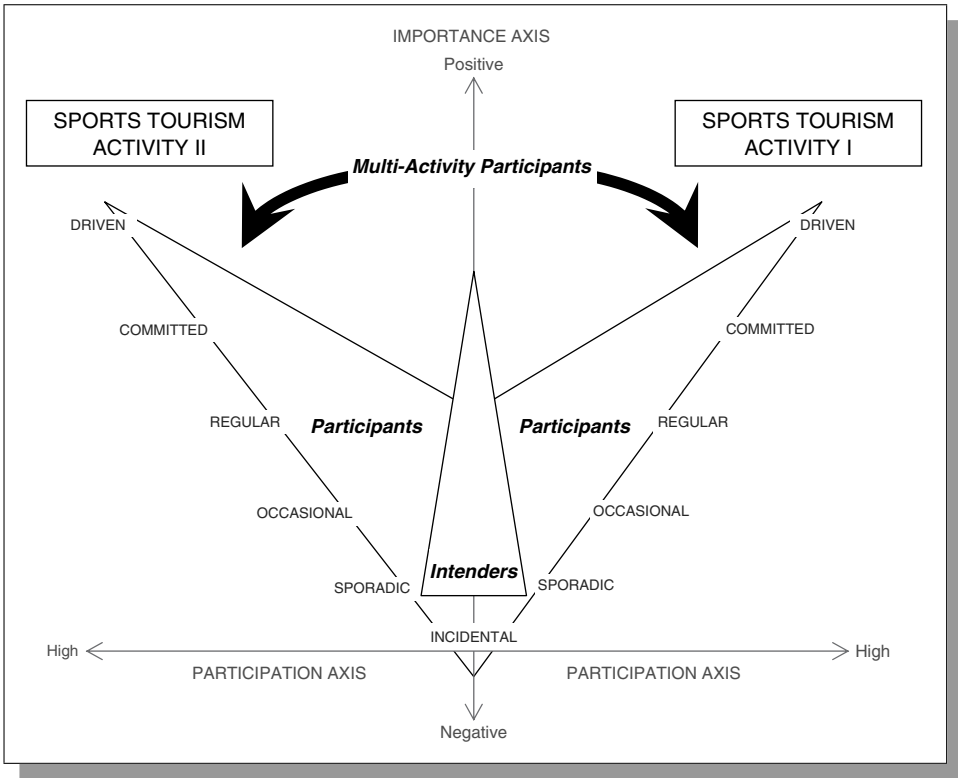 IMPORTANCE AXIS
Positive
SPORTS TOURISM
ACTIVITY II
SPORTS TOURISM
ACTIVITY I
Multi-Activity Participants
DRIVEN
DRIVEN
COMMITTED
COMMITTED
REGULAR
Participants
Participants
REGULAR
OCCASIONAL
OCCASIONAL
Intenders
SPORADIC
SPORADIC
INCIDENTAL
High
High
PARTICIPATION AXIS
PARTICIPATION AXIS
Negative